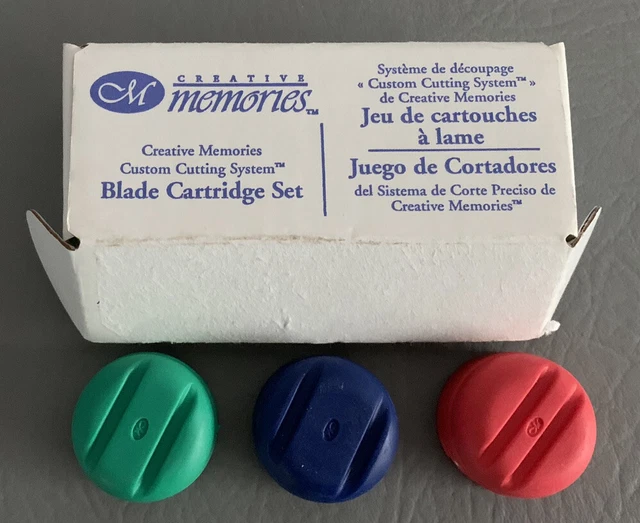 CM
CREATIVE
memories™
Creative Memories
Custom Cutting System™
Blade Cartridge Set
Système de découpage
« Custom Cutting System™ »
de Creative Memories
Jeu de cartouches
à lame
Juego de Cortadores
del Sistema de Corte Preciso de
Creative Memories™